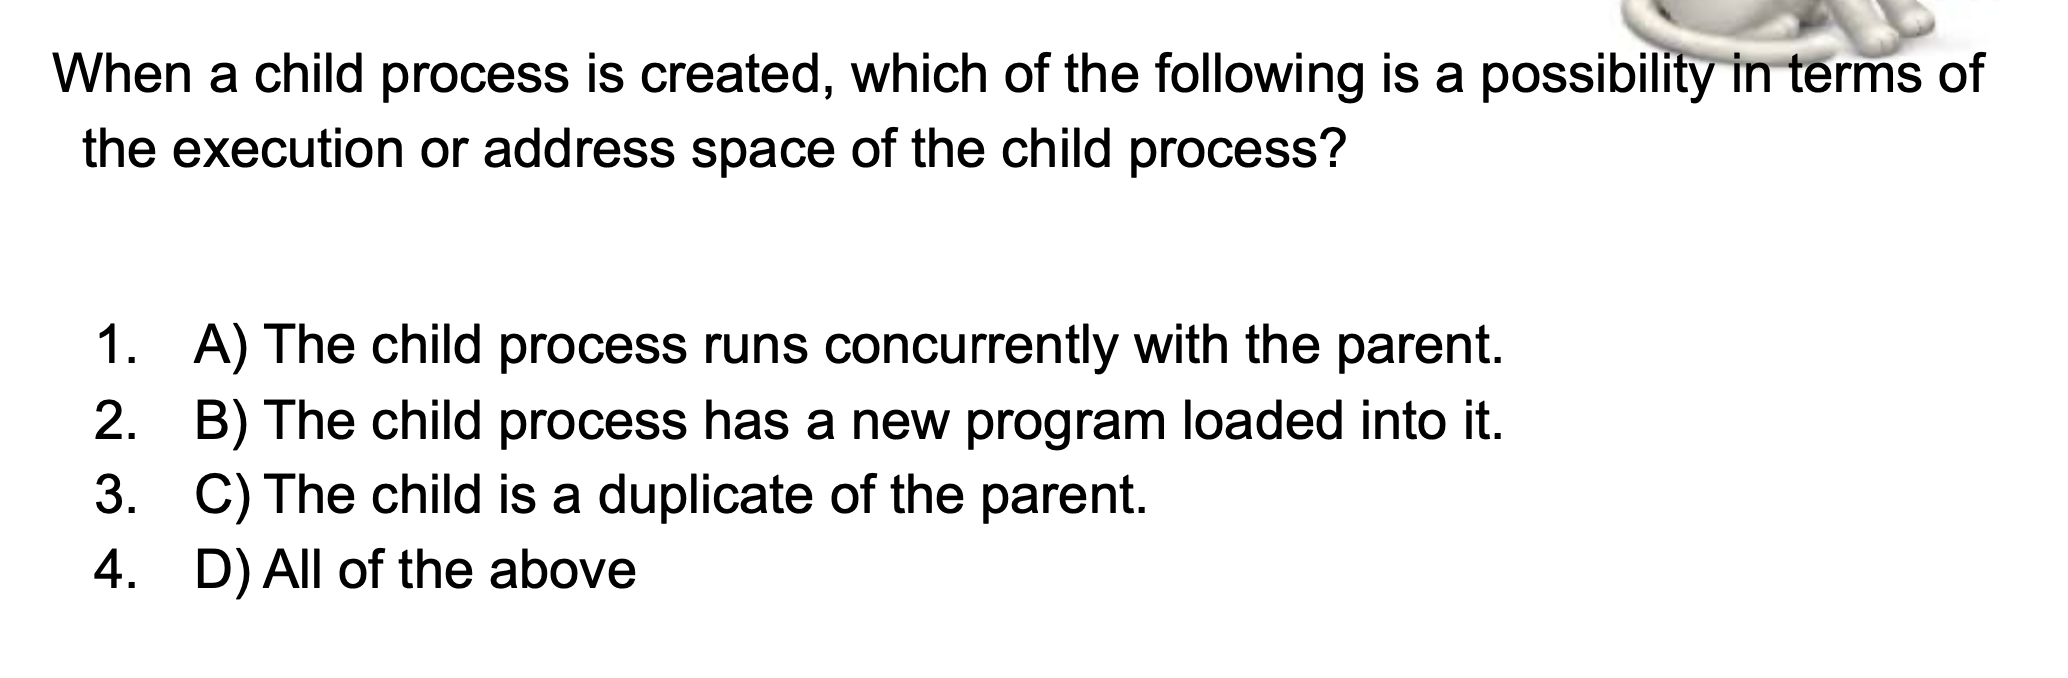 When a child process is created, which of the following is a possibility in terms of
the execution or address space of the child process?
1. A) The child process runs concurrently with the parent.
2. B) The child process has a new program loaded into it.
3. C) The child is a duplicate of the parent.
4. D) All of the above